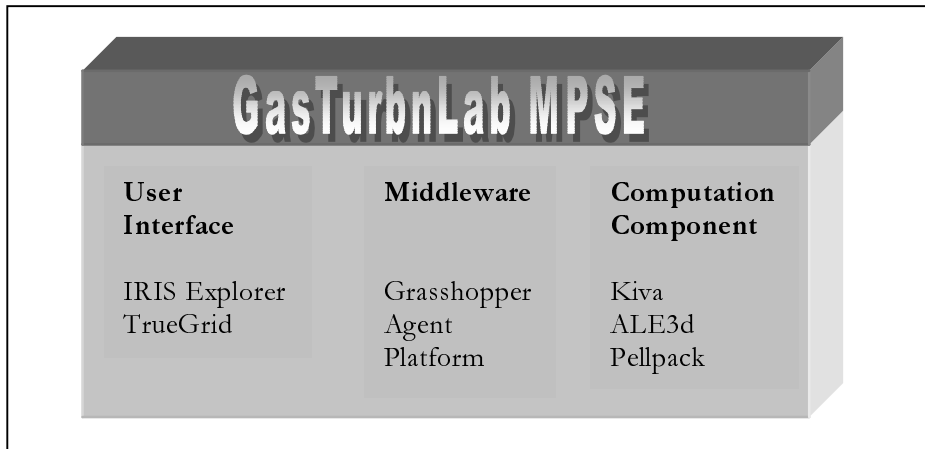 GasTurbnLab MPSE
User
Interface
IRIS Explorer
TrueGrid
Middleware
Grasshopper
Agent
Platform
Computation
Component
Kiva
ALE3d
Pellpack